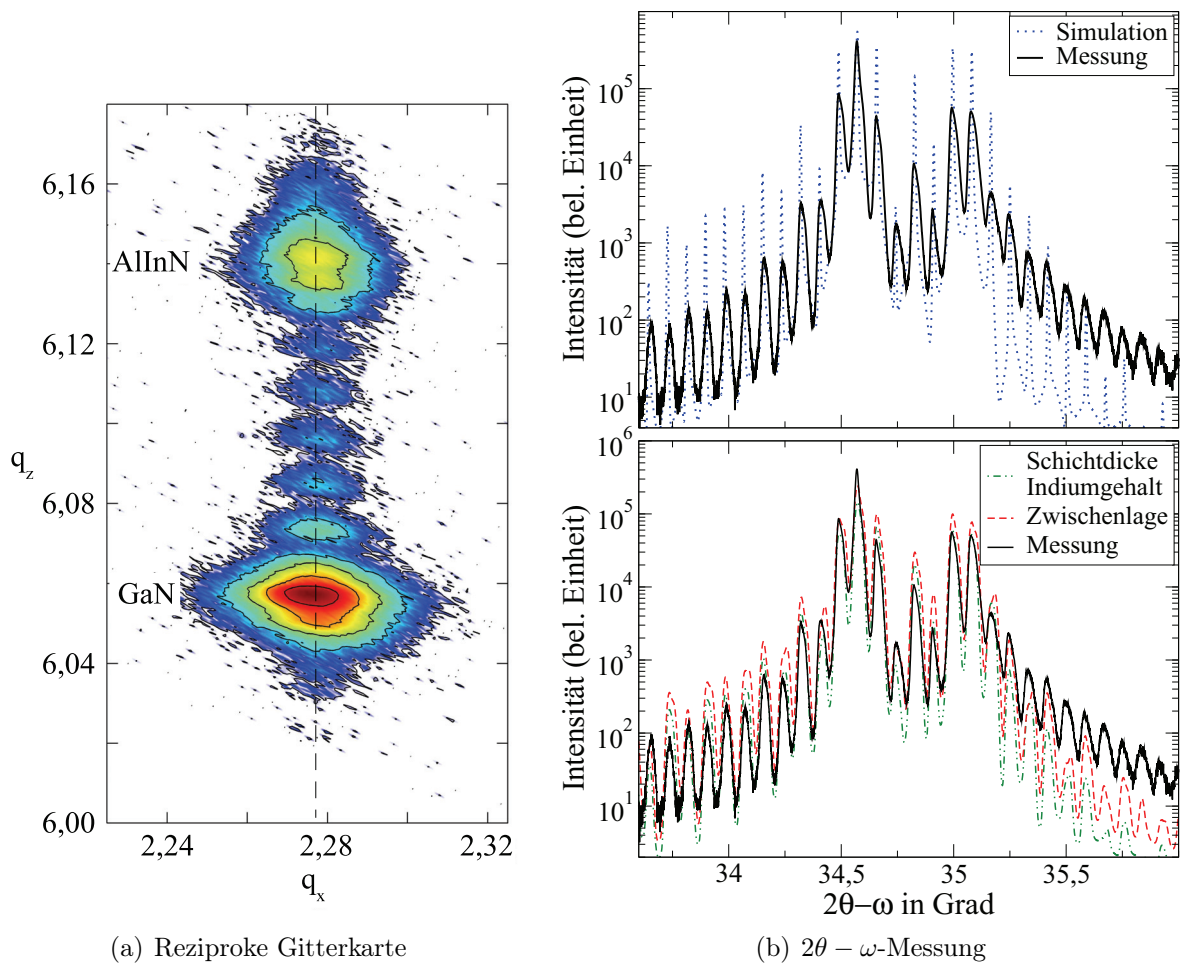 6,16
AlInN
6,12
q_z
6,08
GaN
6,04
6,00
2,24
2,28
2,32
q_x
(a) Reziproke Gitterkarte
Simulation
Messung
Intensität (bel. Einheit)
10^5
10^4
10^3
10^2
10^1
Schichtdicke
Indiumgehalt
Zwischenlage
Messung
Intensität (bel. Einheit)
10^6
10^5
10^4
10^3
10^2
10^1
34
34,5
35
35,5
2θ−ω in Grad
(b) 2θ − ω-Messung